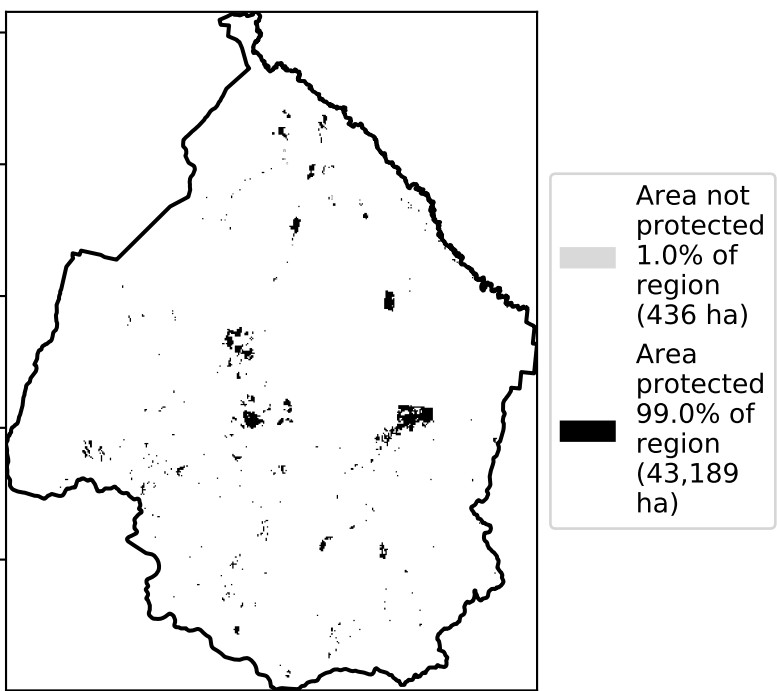 Area not
protected
1.0% of
region
(436 ha)
Area
protected
99.0% of
region
(43,189
ha)